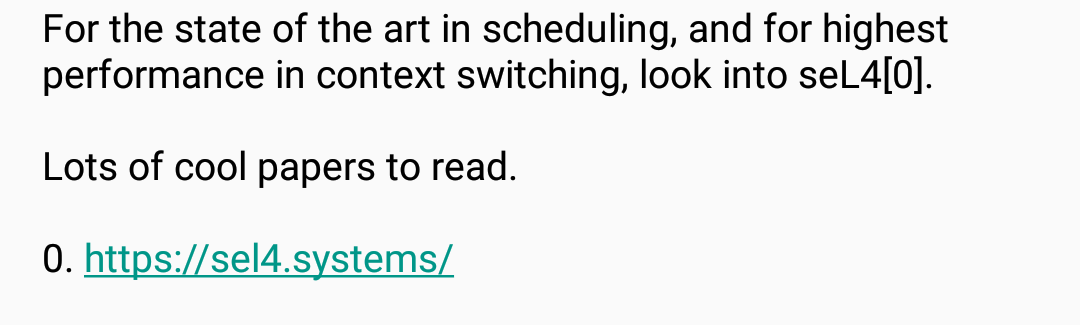 For the state of the art in scheduling, and for highest
performance in context switching, look into seL4[0].
Lots of cool papers to read.
0. https://sel4.systems/